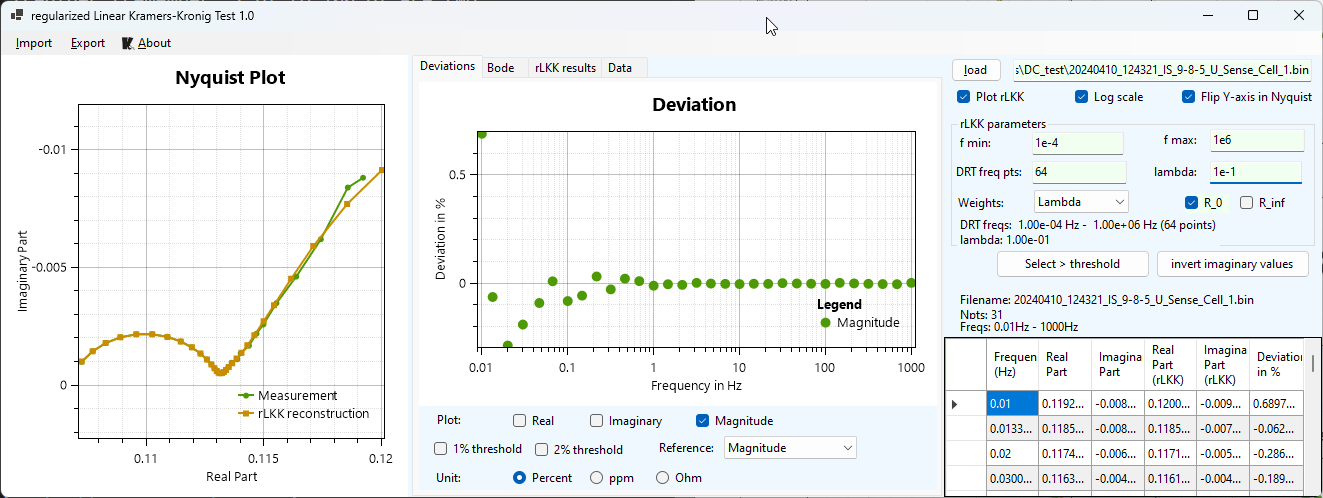 regularized Linear Kramers-Kronig Test 1.0
Import Export About
Nyquist Plot
-0.01
-0.005
0
Imaginary Part
Measurement
rLKK reconstruction
0.11 0.115 0.12
Real Part
Deviations Bode rLKK results Data
Deviation
0.5
0
Deviation in %
Legend
Magnitude
0.01 0.1 1 10 100 1000
Frequency in Hz
Plot: Real Imaginary Magnitude
1% threshold 2% threshold Reference: Magnitude
Unit: Percent ppm Ohm
load s\DC_test\20240410_124321_IS_9-8-5_U_Sense_Cell_1.bin
Plot rLKK Log scale Flip Y-axis in Nyquist
rLKK parameters
f min: 1e-4 f max: 1e6
DRT freq pts: 64 lambda: 1e-1
Weights: Lambda R_0 R_inf
DRT freqs: 1.00e-04 Hz - 1.00e+06 Hz (64 points)
lambda: 1.00e-01
Select > threshold invert imaginary values
Filename: 20240410_124321_IS_9-8-5_U_Sense_Cell_1.bin
Nots: 31
Freqs: 0.01Hz - 1000Hz
Frequen Real Imagina Real Imagina Deviation
(Hz) Part Part Part Part in %
(rLKK) (rLKK)
0.01 0.1192... -0.008... 0.1200... -0.009... 0.6897...
0.0133... 0.1185... -0.008... 0.1185... -0.007... -0.062...
0.02 0.1174... -0.006... 0.1171... -0.005... -0.286...
0.0300... 0.1163... -0.004... 0.1161... -0.004... -0.189...